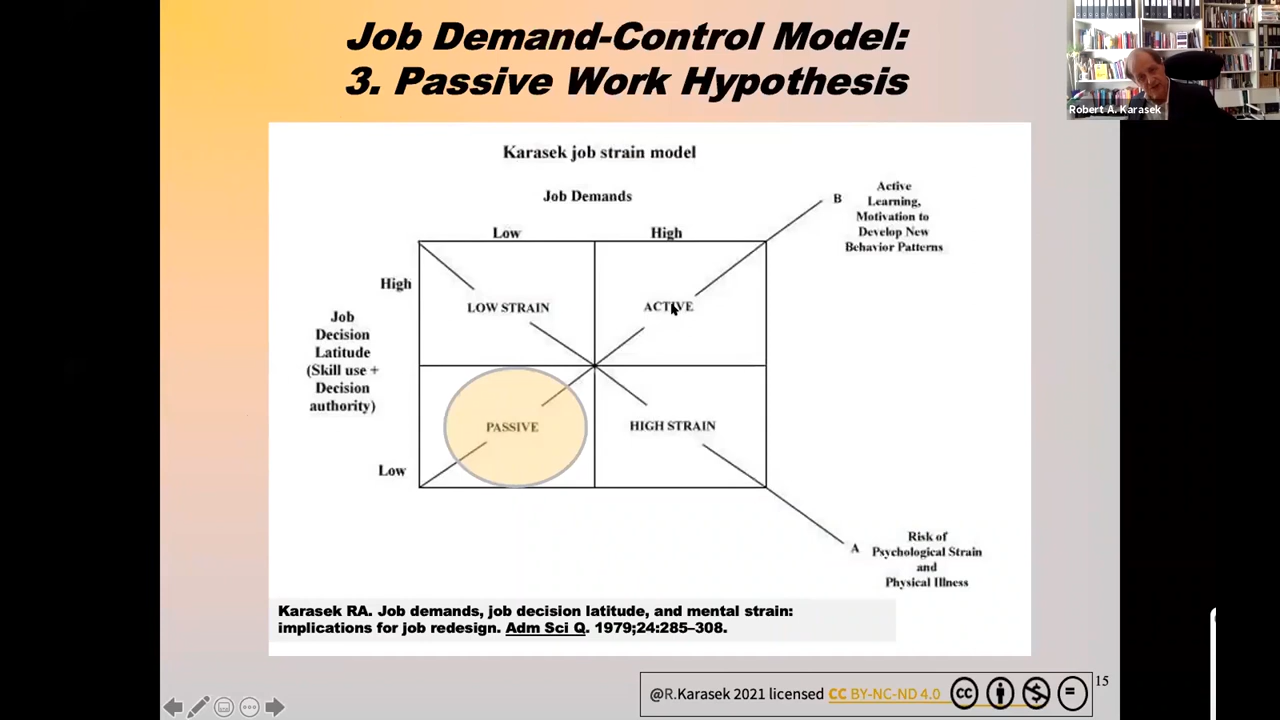 Job Demand-Control Model:
3. Passive Work Hypothesis
Robert A. Karasek
Karasek job strain model
Job Demands
Low
High
High
Job
Decision
Latitude
(Skill use +
Decision
authority)
Low
LOW STRAIN
ACTIVE
PASSIVE
HIGH STRAIN
B
Active
Learning,
Motivation to
Develop New
Behavior Patterns
A
Risk of
Psychological Strain
and
Physical Illness
Karasek RA. Job demands, job decision latitude, and mental strain:
implications for job redesign. Adm Sci Q. 1979;24:285–308.
@R.Karasek 2021 licensed CC BY-NC-ND 4.0
cc
15